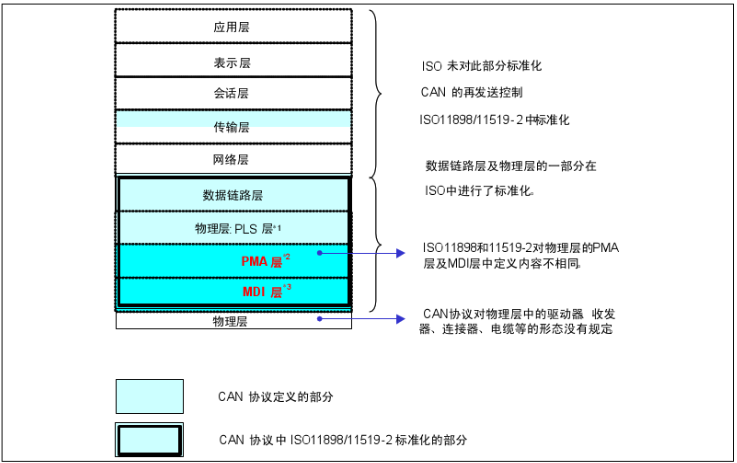 应用层
表示层
会话层
传输层
网络层
数据链路层
物理层: PLS 层*1
PMA 层*2
MDI 层*3
物理层
ISO 未对此部分标准化
CAN 的再发送控制
ISO11898/11519-2中标准化
数据链路层及物理层的一部分在
ISO中进行了标准化。
ISO11898和11519-2对物理层的PMA
层及MDI层中定义内容不相同。
CAN协议对物理层中的驱动器 收发
器、连接器、电缆等的形态没有规定
CAN 协议定义的部分
CAN 协议中 ISO11898/11519-2 标准化的部分